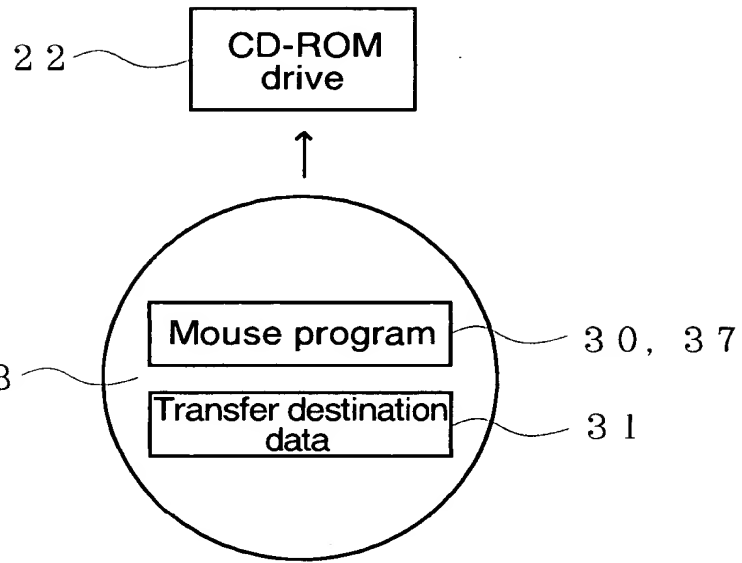 22
CD-ROM
drive
Mouse program
30, 37
Transfer destination
data
31